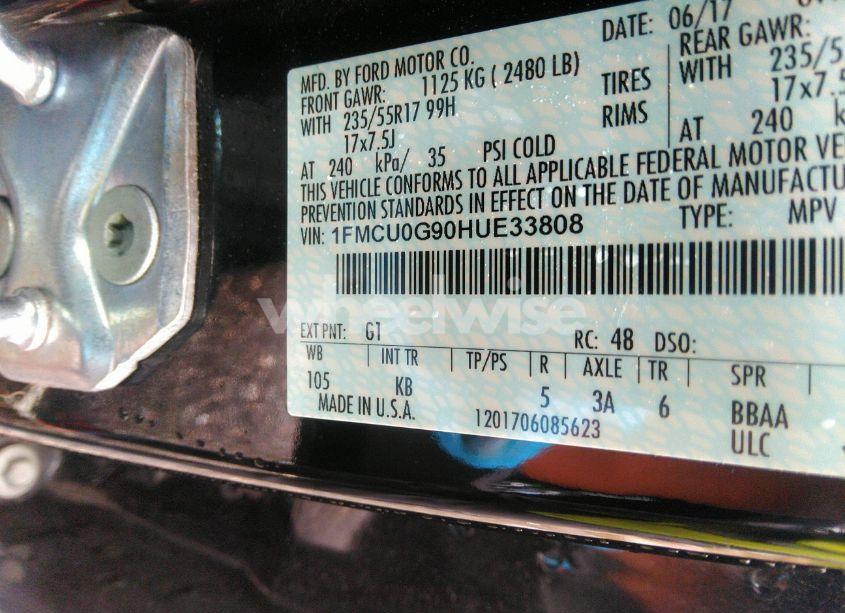 MFD. BY FORD MOTOR CO.
DATE: 06/17
FRONT GAWR: 1125 KG ( 2480 LB)
REAR GAWR:
WITH 235/55R17 99H TIRES WITH 235/55
17x7.5J RIMS 17x7.5
AT 240 kPa/ 35 PSI COLD AT 240
THIS VEHICLE CONFORMS TO ALL APPLICABLE FEDERAL MOTOR
PREVENTION STANDARDS IN EFFECT ON THE DATE OF
VIN: 1FMCU0G90HUE33808 TYPE: MPV
wheelwise
EXT PNT: G1 RC: 48 DSO:
WB INT TR TP/PS R AXLE TR SPR
105 KB 5 3A 6 BBAA
MADE IN U.S.A. 1201706085623 ULC